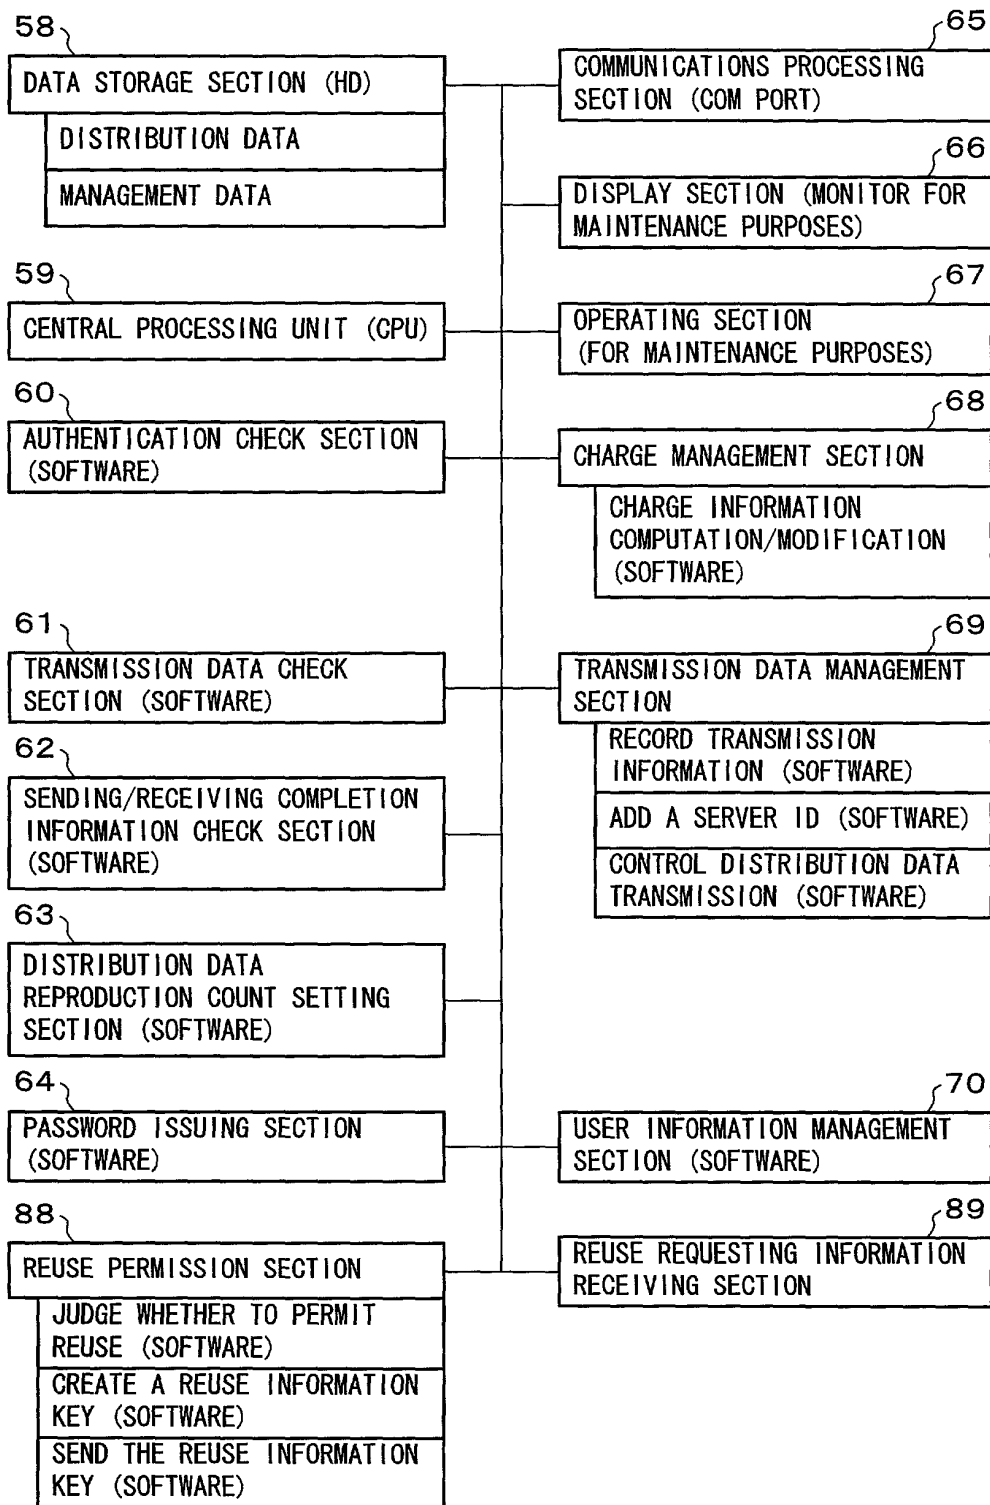 58
DATA STORAGE SECTION (HD)
DISTRIBUTION DATA
MANAGEMENT DATA
59
CENTRAL PROCESSING UNIT (CPU)
60
AUTHENTICATION CHECK SECTION
(SOFTWARE)
61
TRANSMISSION DATA CHECK
SECTION (SOFTWARE)
62
SENDING/RECEIVING COMPLETION
INFORMATION CHECK SECTION
(SOFTWARE)
63
DISTRIBUTION DATA
REPRODUCTION COUNT SETTING
SECTION (SOFTWARE)
64
PASSWORD ISSUING SECTION
(SOFTWARE)
88
REUSE PERMISSION SECTION
JUDGE WHETHER TO PERMIT
REUSE (SOFTWARE)
CREATE A REUSE INFORMATION
KEY (SOFTWARE)
SEND THE REUSE INFORMATION
KEY (SOFTWARE)
65
COMMUNICATIONS PROCESSING
SECTION (COM PORT)
66
DISPLAY SECTION (MONITOR FOR
MAINTENANCE PURPOSES)
67
OPERATING SECTION
(FOR MAINTENANCE PURPOSES)
68
CHARGE MANAGEMENT SECTION
CHARGE INFORMATION
COMPUTATION/MODIFICATION
(SOFTWARE)
69
TRANSMISSION DATA MANAGEMENT
SECTION
RECORD TRANSMISSION
INFORMATION (SOFTWARE)
ADD A SERVER ID (SOFTWARE)
CONTROL DISTRIBUTION DATA
TRANSMISSION (SOFTWARE)
70
USER INFORMATION MANAGEMENT
SECTION (SOFTWARE)
89
REUSE REQUESTING INFORMATION
RECEIVING SECTION